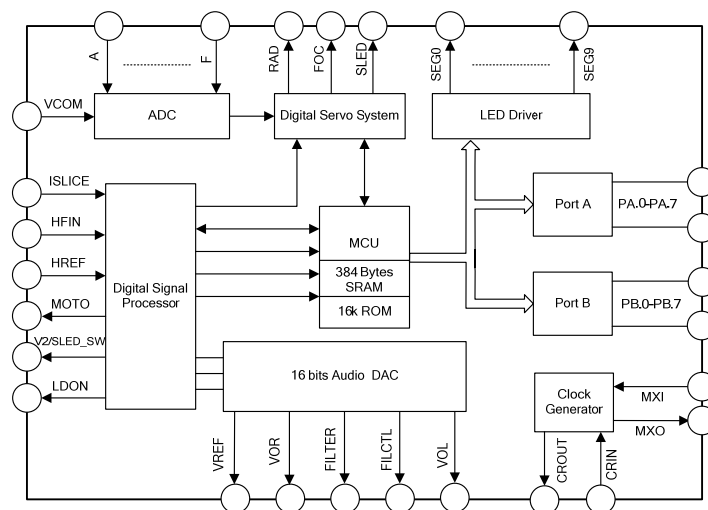 A
F
RAD
FOC
SLED
SEG0
SEG9
VCOM
ADC
Digital Servo System
LED Driver
ISLICE
HFIN
HREF
MOTO
V2/SLED_SW
LDON
Digital Signal
Processor
MCU
384 Bytes
SRAM
16k ROM
Port A
PA.0-PA.7
Port B
PB.0-PB.7
16 bits Audio DAC
Clock
Generator
MXI
MXO
VREF
VOR
FILTER
FILCTL
VOL
CROUT
CRIN